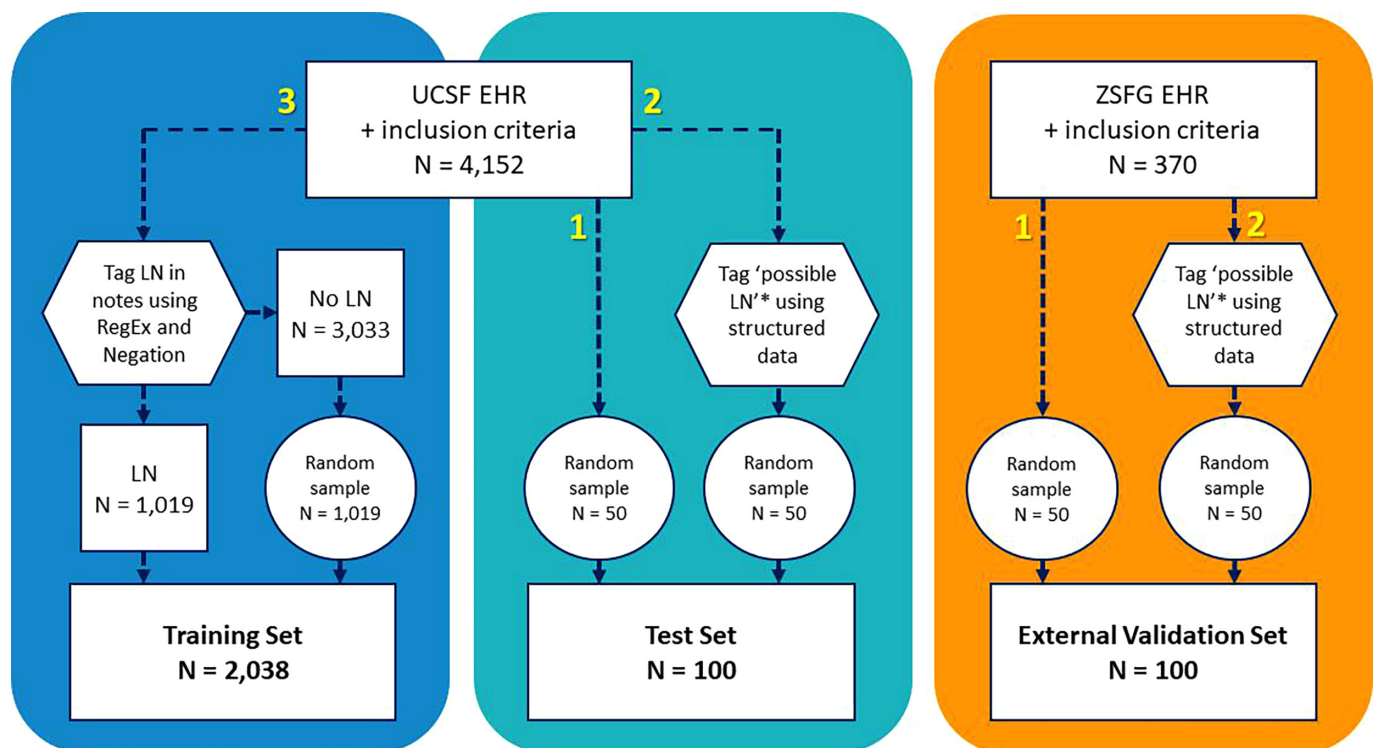 3
UCSF EHR
+ inclusion criteria
N = 4,152
2
1
Tag LN in
notes using
RegEx and
Negation
No LN
N = 3,033
LN
N = 1,019
Random
sample
N = 1,019
Training Set
N = 2,038
Tag ‘possible
LN’* using
structured
data
Random
sample
N = 50
Random
sample
N = 50
Test Set
N = 100
ZSFG EHR
+ inclusion criteria
N = 370
1
2
Tag ‘possible
LN’* using
structured
data
Random
sample
N = 50
Random
sample
N = 50
External Validation Set
N = 100